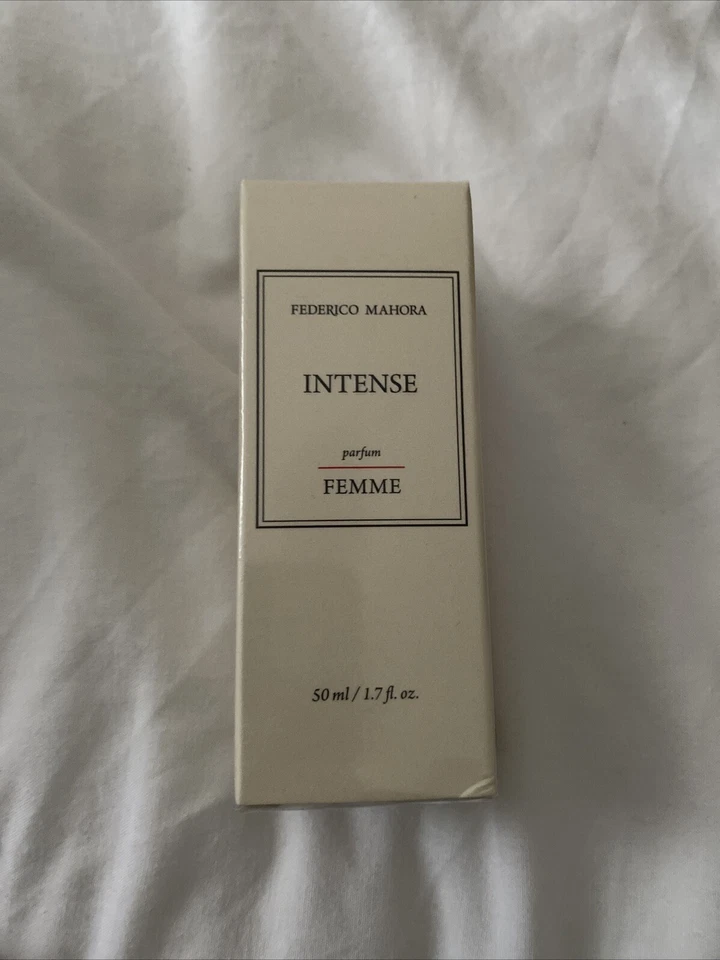 FEDERICO MAHORA
INTENSE
parfum
FEMME
50 ml / 1.7 fl. oz.